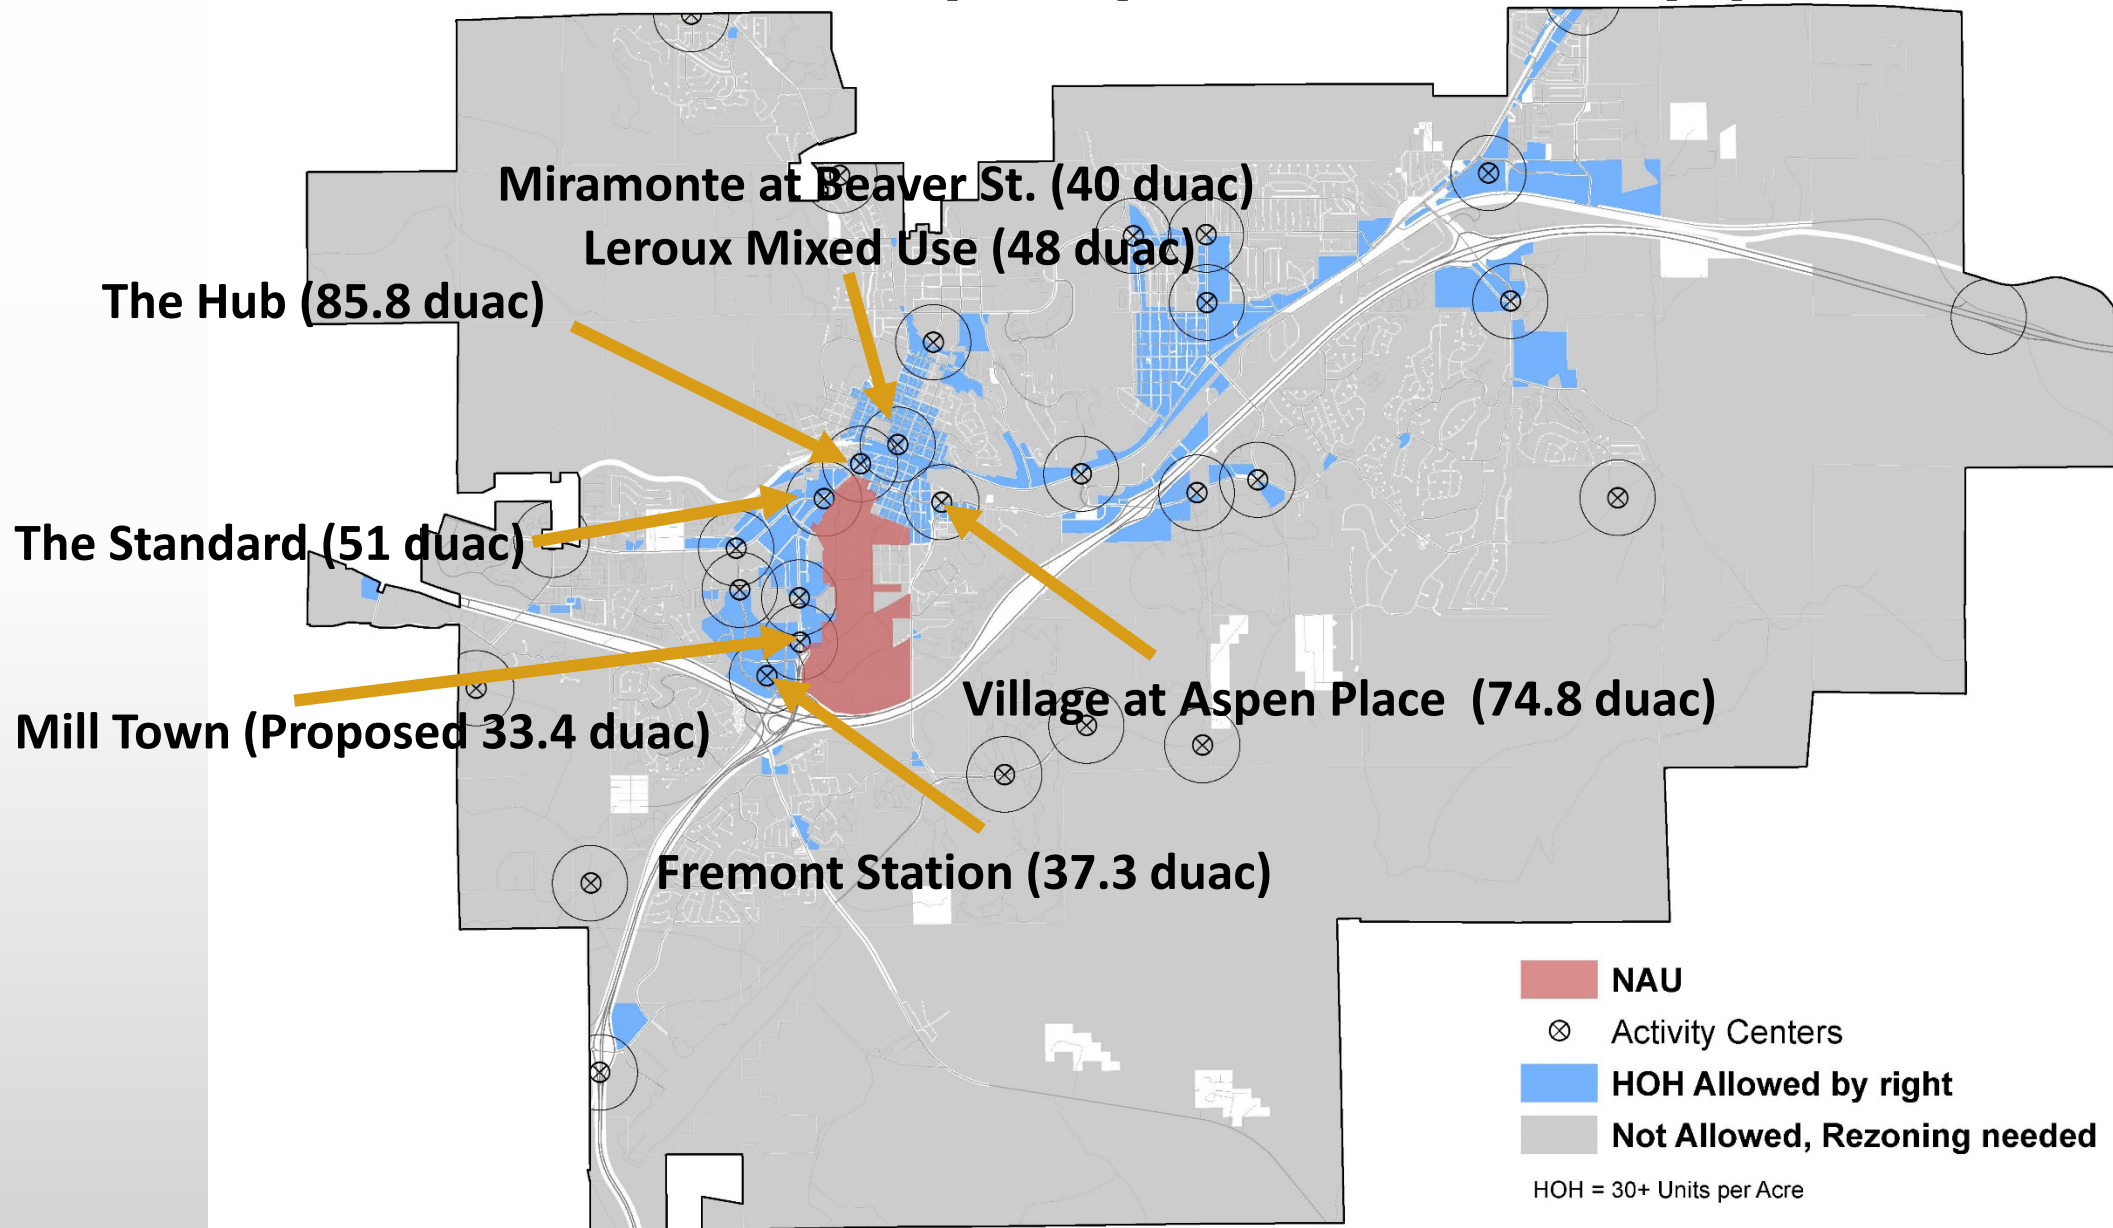 Miramonte at Beaver St. (40 duac)
Leroux Mixed Use (48 duac)
The Hub (85.8 duac)
The Standard (51 duac)
Village at Aspen Place (74.8 duac)
Mill Town (Proposed 33.4 duac)
Fremont Station (37.3 duac)
NAU
Activity Centers
HOH Allowed by right
Not Allowed, Rezoning needed
HOH = 30+ Units per Acre